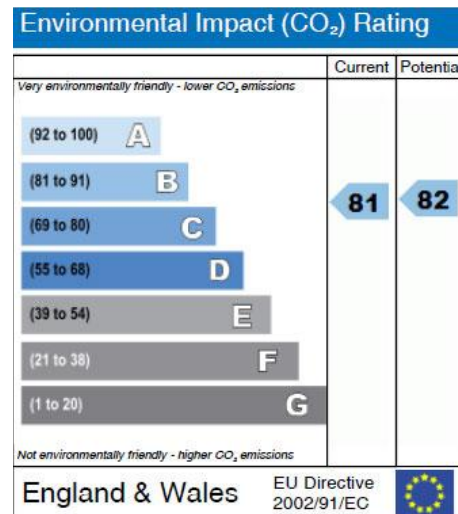 Environmental Impact (CO₂) Rating
Current Potentia
Very environmentally friendly - lower CO₂ emissions
(92 to 100) A
(81 to 91) B
(69 to 80) C
81 82
(55 to 68) D
(39 to 54) E
(21 to 38) F
(1 to 20) G
Not environmentally friendly - higher CO₂ emissions
England & Wales EU Directive
2002/91/EC